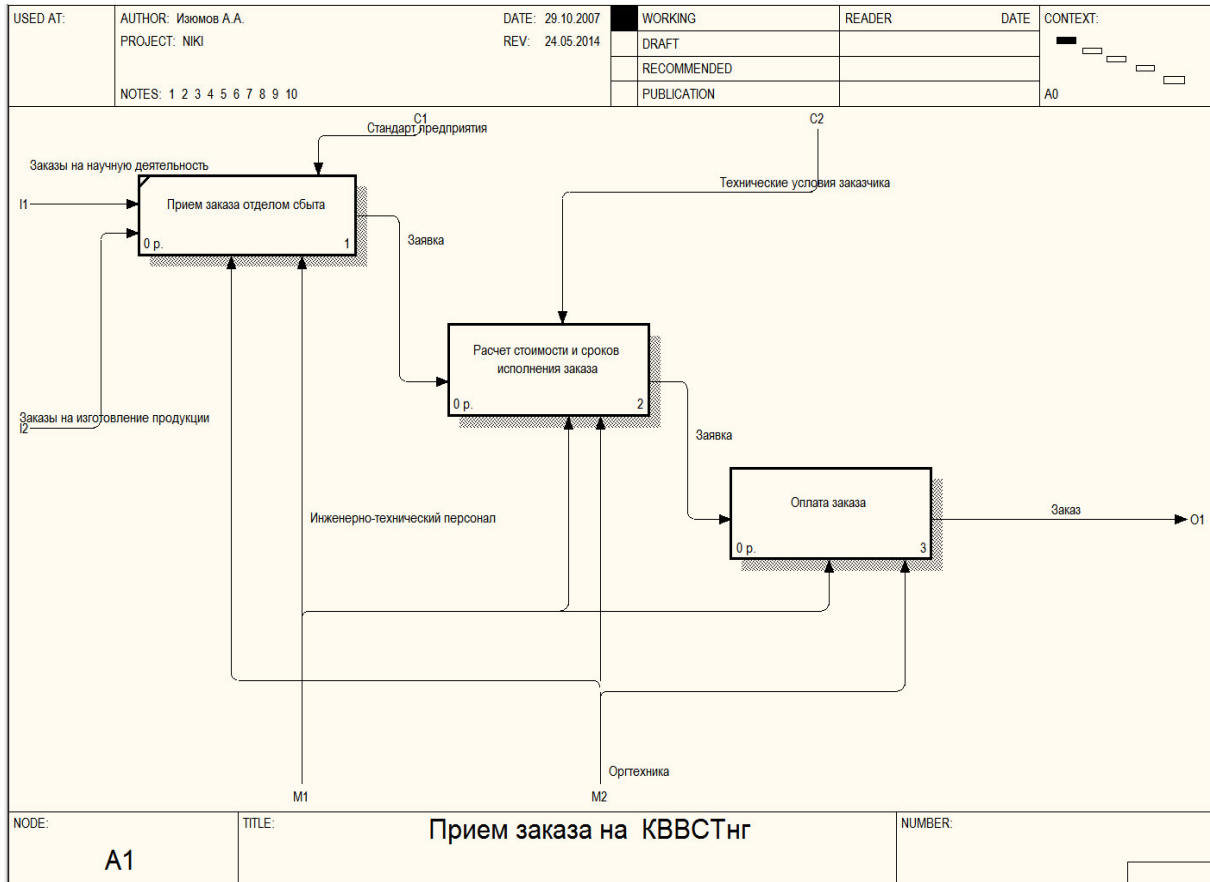 USED AT:
AUTHOR: Изюмов А.А.
DATE: 29.10.2007
PROJECT: NIKI
REV: 24.05.2014
NOTES: 1 2 3 4 5 6 7 8 9 10
WORKING
DRAFT
RECOMMENDED
PUBLICATION
READER DATE
CONTEXT:
A0
C1
Стандарт предприятия
C2
Заказы на научную деятельность
I1
Прием заказа отделом сбыта
0 р. 1
Технические условия заказчика
Заявка
Расчет стоимости и сроков
исполнения заказа
0 р. 2
Заказы на изготовление продукции
I2
Заявка
Оплата заказа
0 р. 3
Заказ
O1
Инженерно-технический персонал
Оргтехника
M1
M2
NODE:
A1
TITLE:
Прием заказа на КВВСТнг
NUMBER: